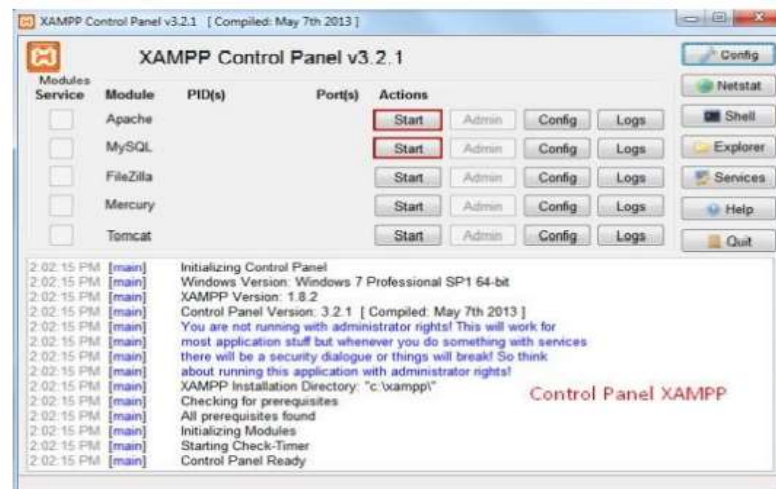 XAMPP Control Panel v3.2.1 [ Compiled: May 7th 2013 ]
XAMPP Control Panel v3.2.1
Config
Modules
Service Module PID(s) Port(s) Actions
Netstat
Apache Start Admin Config Logs
Shell
MySQL Start Admin Config Logs
Explorer
FileZilla Start Admin Config Logs
Services
Mercury Start Admin Config Logs
Help
Tomcat Start Admin Config Logs
Quit
2:02:15 PM [main] Initializing Control Panel
2:02:15 PM [main] Windows Version: Windows 7 Professional SP1 64-bit
2:02:15 PM [main] XAMPP Version: 1.8.2
2:02:15 PM [main] Control Panel Version: 3.2.1 [ Compiled: May 7th 2013 ]
2:02:15 PM [main] You are not running with administrator rights! This will work for
2:02:15 PM [main] most application stuff but whenever you do something with services
2:02:15 PM [main] there will be a security dialogue or things will break! So think
2:02:15 PM [main] about running this application with administrator rights!
2:02:15 PM [main] XAMPP Installation Directory: "c:\xampp\"
2:02:15 PM [main] Checking for prerequisites
2:02:15 PM [main] All prerequisites found
2:02:15 PM [main] Initializing Modules
2:02:15 PM [main] Starting Check-Timer
2:02:15 PM [main] Control Panel Ready
Control Panel XAMPP